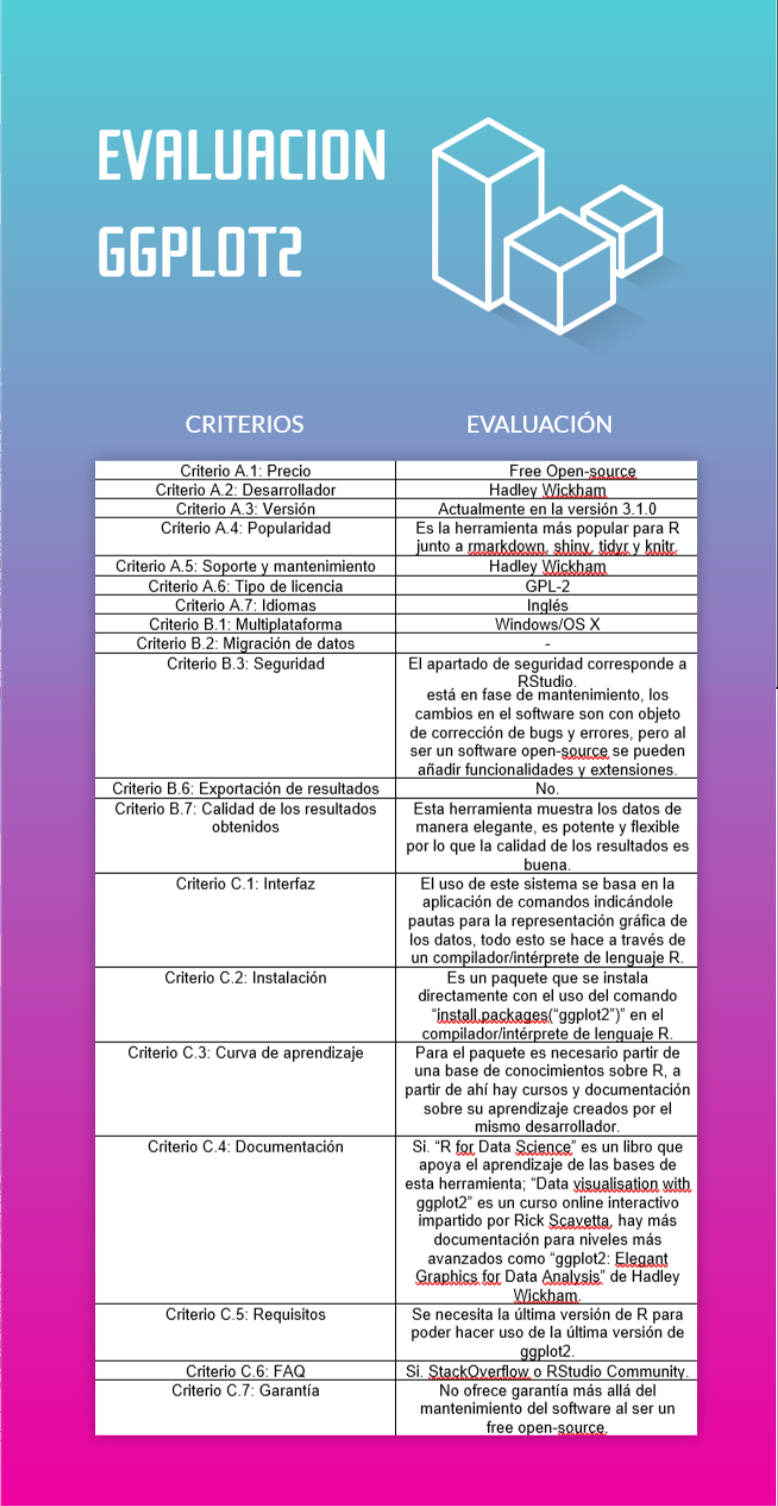 EVALUACION
GGPLOT2
CRITERIOS EVALUACIÓN
Criterio A.1: Precio Free Open-source
Criterio A.2: Desarrollador Hadley Wickham
Criterio A.3: Versión Actualmente en la versión 3.1.0
Criterio A.4: Popularidad Es la herramienta más popular para R
junto a rmarkdown, shiny, tidyr y knitr.
Criterio A.5: Soporte y mantenimiento Hadley Wickham
Criterio A.6: Tipo de licencia GPL-2
Criterio A.7: Idiomas Inglés
Criterio B.1: Multiplataforma Windows/OS X
Criterio B.2: Migración de datos -
Criterio B.3: Seguridad El apartado de seguridad corresponde a
RStudio.
está en fase de mantenimiento, los
cambios en el software son con objeto
de corrección de bugs y errores, pero al
ser un software open-source se pueden
añadir funcionalidades y extensiones.
Criterio B.6: Exportación de resultados No.
Criterio B.7: Calidad de los resultados Esta herramienta muestra los datos de
obtenidos manera elegante, es potente y flexible
por lo que la calidad de los resultados es
buena.
Criterio C.1: Interfaz El uso de este sistema se basa en la
aplicación de comandos indicándole
pautas para la representación gráfica de
los datos, todo esto se hace a través de
un compilador/intérprete de lenguaje R.
Criterio C.2: Instalación Es un paquete que se instala
directamente con el uso del comando
“install.packages(“ggplot2”)” en el
compilador/intérprete de lenguaje R.
Criterio C.3: Curva de aprendizaje Para el paquete es necesario partir de
una base de conocimientos sobre R, a
partir de ahí hay cursos y documentación
sobre su aprendizaje creados por el
mismo desarrollador.
Criterio C.4: Documentación Si. “R for Data Science” es un libro que
apoya el aprendizaje de las bases de
esta herramienta; “Data visualisation with
ggplot2” es un curso online interactivo
impartido por Rick Scavetta, hay más
documentación para niveles más
avanzados como “ggplot2: Elegant
Graphics for Data Analysis” de Hadley
Wickham.
Criterio C.5: Requisitos Se necesita la última versión de R para
poder hacer uso de la última versión de
ggplot2.
Criterio C.6: FAQ Si. StackOverflow o RStudio Community.
Criterio C.7: Garantía No ofrece garantía más allá del
mantenimiento del software al ser un
free open-source.